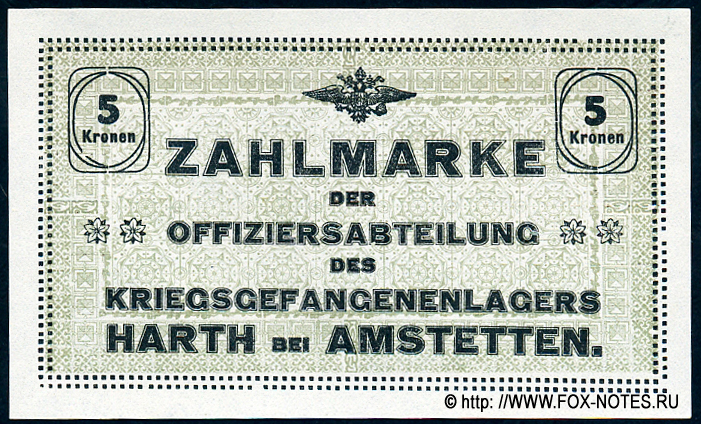 5
Kronen
5
Kronen
ZAHLMARKE
DER
OFFIZIERSABTEILUNG
DES
KRIEGSGEFANGENENLAGERS
HARTH BEI AMSTETTEN.
© http: //WWW.FOX-NOTES.RU